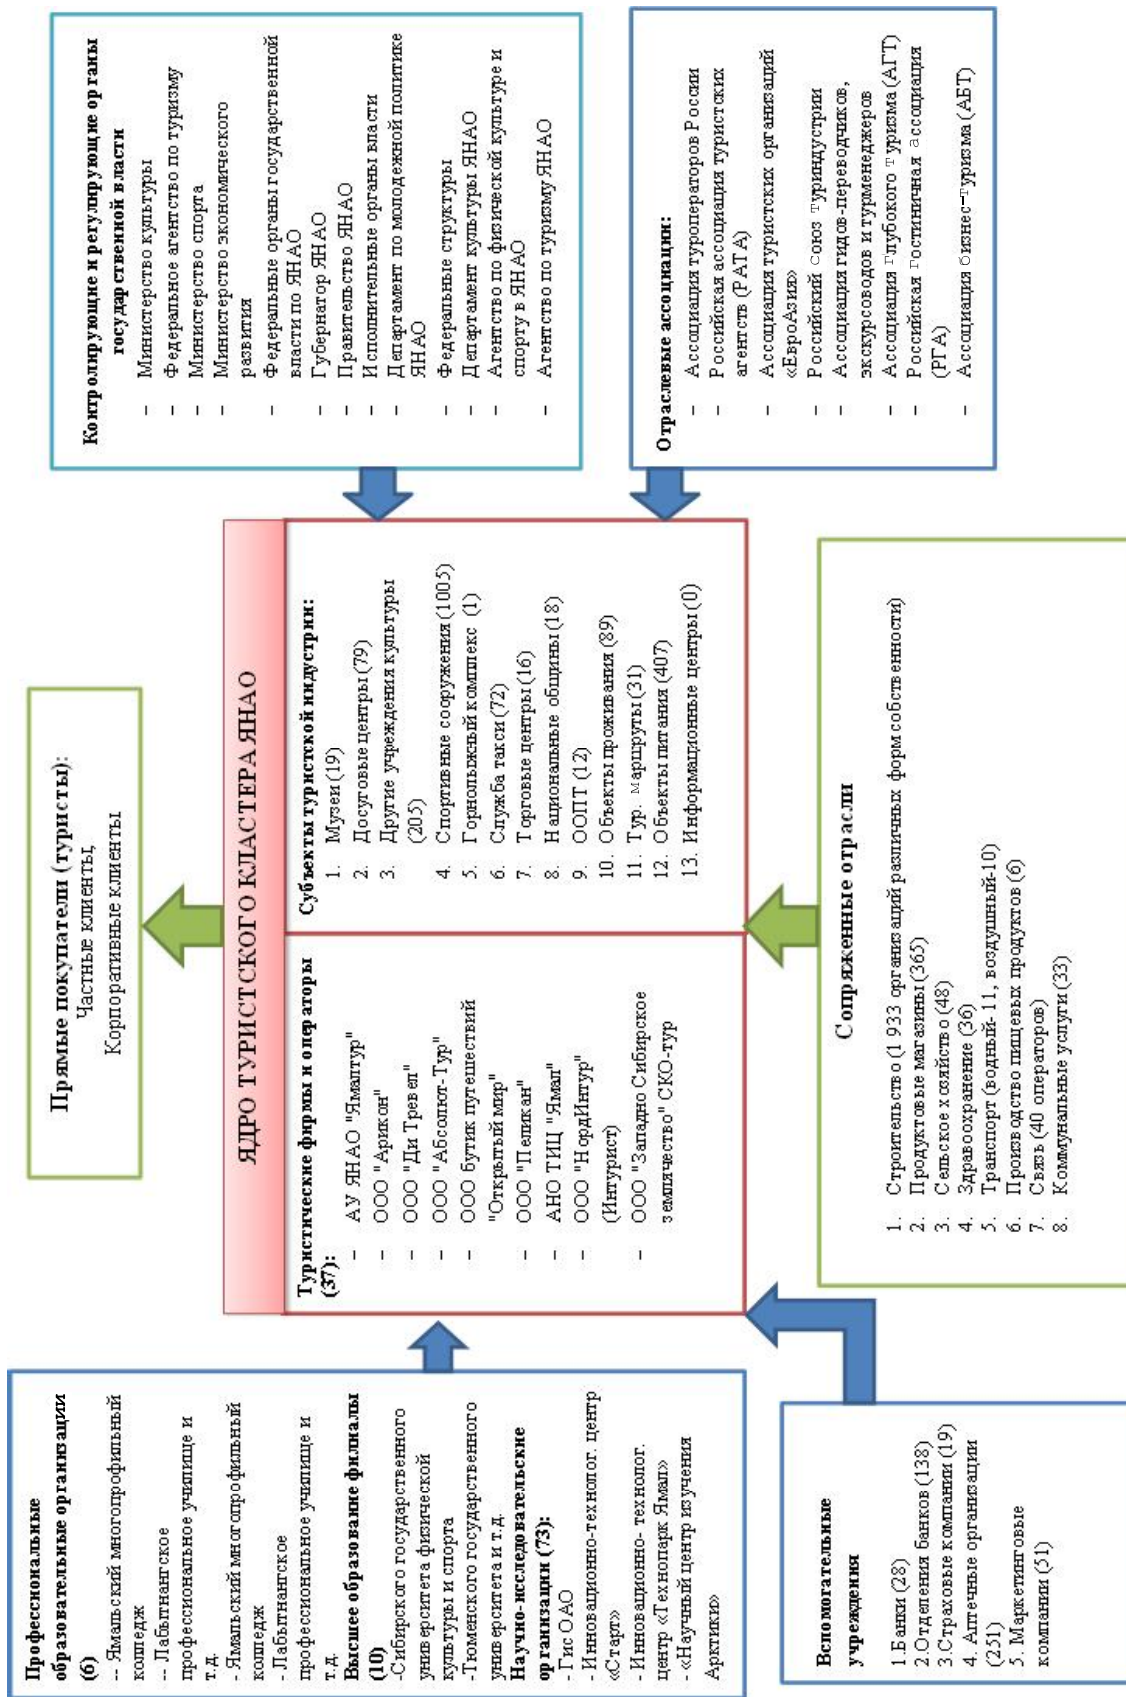 Прямые покупатели (туристы):
Частные клиенты,
Корпоративные клиенты
ЯДРО ТУРИСТСКОГО КЛАСТЕРА ЯНАО
Туристические фирмы и операторы
(37):
– АУ ЯНАО "Ямалтур"
– ООО "Арикон"
– ООО "Ди Тревел"
– ООО "Абсолют-Тур"
– ООО бутик путешествий
"Открытый мир"
– ООО "Пеликан"
– АНО ТИЦ "Ямал"
– ООО "НордИнтур"
(Интурист)
– ООО "Западно Сибирское
землячество" СКО-тур
Субъекты туристкой индустрии:
1. Музеи (19)
2. Досуговые центры (79)
3. Другие учреждения культуры
(205)
4. Спортивные сооружения (1005)
5. Горнолыжный комплекс (1)
6. Служба такси (72)
7. Торговые центры (16)
8. Национальные общины (18)
9. ООПТ (12)
10. Объекты проживания (89)
11. Тур. маршруты (31)
12. Объекты питания (407)
13. Информационные центры (0)
Профессиональные
образовательные организации
(6)
-- Ямальский многопрофильный
колледж
-- Лабытнангское
профессиональное училище и
т.д.
- Ямальский многопрофильный
колледж
-Лабытнангское
профессиональное училище и
т.д.
Высшее образование филиалы
(10)
-Сибирского государственного
университета физической
культуры и спорта
-Тюменского государственного
университета и т.д.
Научно-исследовательские
организации (73):
- Гис ОАО
- Инновационно-технолог. центр
«Старт»
- Инновационно- технолог.
центр «Технопарк Ямал»
- «Научный центр изучения
Арктики»
Контролирующие и регулирующие органы
государственной власти
– Министерство культуры
– Федеральное агентство по туризму
– Министерство спорта
– Министерство экономического
развития
– Федеральные органы государственной
власти по ЯНАО
– Губернатор ЯНАО
– Правительство ЯНАО
– Исполнительные органы власти
– Департамент по молодежной политике
ЯНАО
– Федеральные структуры
– Департамент культуры ЯНАО
– Агентство по физической культуре и
спорту в ЯНАО
– Агентство по туризму ЯНАО
Отраслевые ассоциации:
– Ассоциация туроператоров России
– Российская ассоциация туристских
агентств (РАТА)
– Ассоциация туристских организаций
«ЕвроАзия»
– Российский Союз Туриндустрии
– Ассоциация гидов-переводчиков,
экскурсоводов и турменеджеров
– Ассоциация Глубокого Туризма (АГТ)
– Российская Гостиничная ассоциация
(РГА)
– Ассоциация бизнес-Туризма (АБТ)
Вспомогательные
учреждения
1.Банки (28)
2.Отделения банков (138)
3.Страховые компании (19)
4. Аптечные организации
(251)
5. Маркетинговые
компании (51)
Сопряженные отрасли
1. Строительство (1 933 организаций различных форм собственности)
2. Продуктовые магазины (365)
3. Сельское хозяйство (48)
4. Здравоохранение (36)
5. Транспорт (водный- 11, воздушный-10)
6. Производство пищевых продуктов (6)
7. Связь (40 операторов)
8. Коммунальные услуги (33)